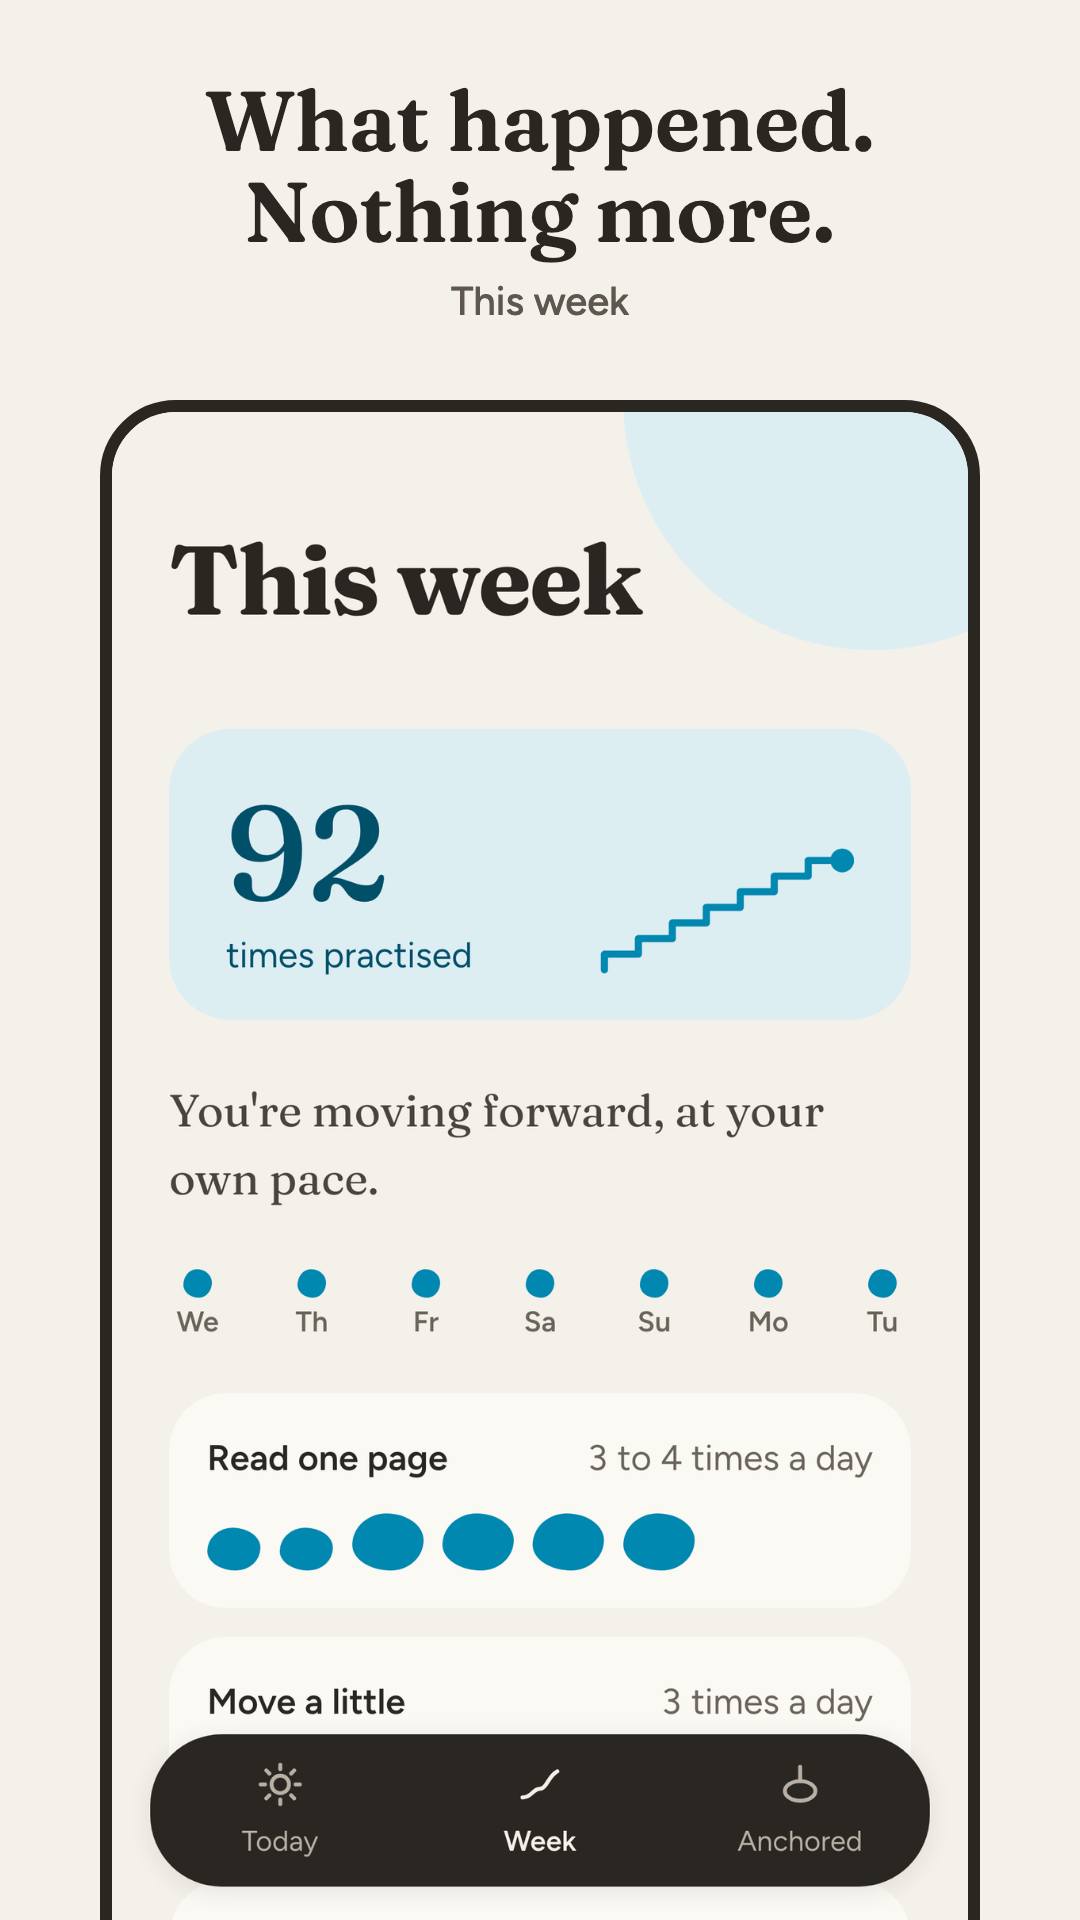 What happened.
Nothing more.
This week
This week
92
times practised
You're moving forward, at your
own pace.
We Th Fr Sa Su Mo Tu
Read one page 3 to 4 times a day
Move a little 3 times a day
Today Week Anchored